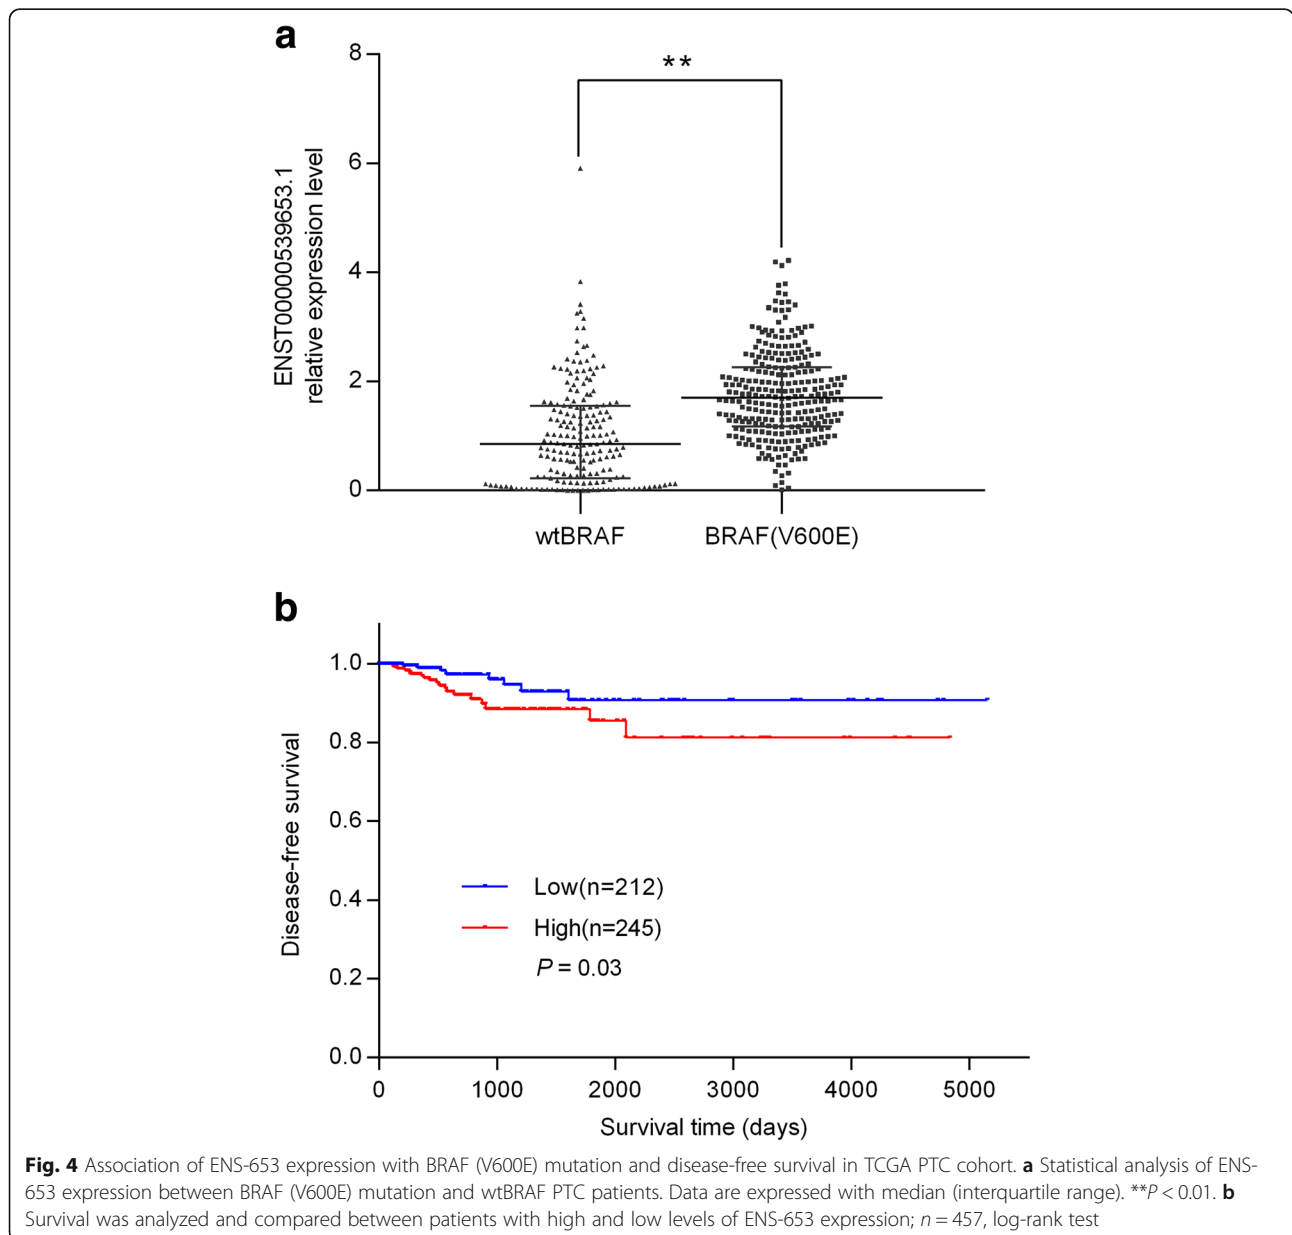 a
8
**
6
4
2
0
ENST00000539653.1
relative expression level
wtBRAF
BRAF(V600E)
b
1.0
0.8
0.6
0.4
0.2
0.0
Disease-free survival
Low(n=212)
High(n=245)
P = 0.03
0 1000 2000 3000 4000 5000
Survival time (days)
Fig. 4 Association of ENS-653 expression with BRAF (V600E) mutation and disease-free survival in TCGA PTC cohort. a Statistical analysis of ENS-
653 expression between BRAF (V600E) mutation and wtBRAF PTC patients. Data are expressed with median (interquartile range). **P < 0.01. b
Survival was analyzed and compared between patients with high and low levels of ENS-653 expression; n = 457, log-rank test